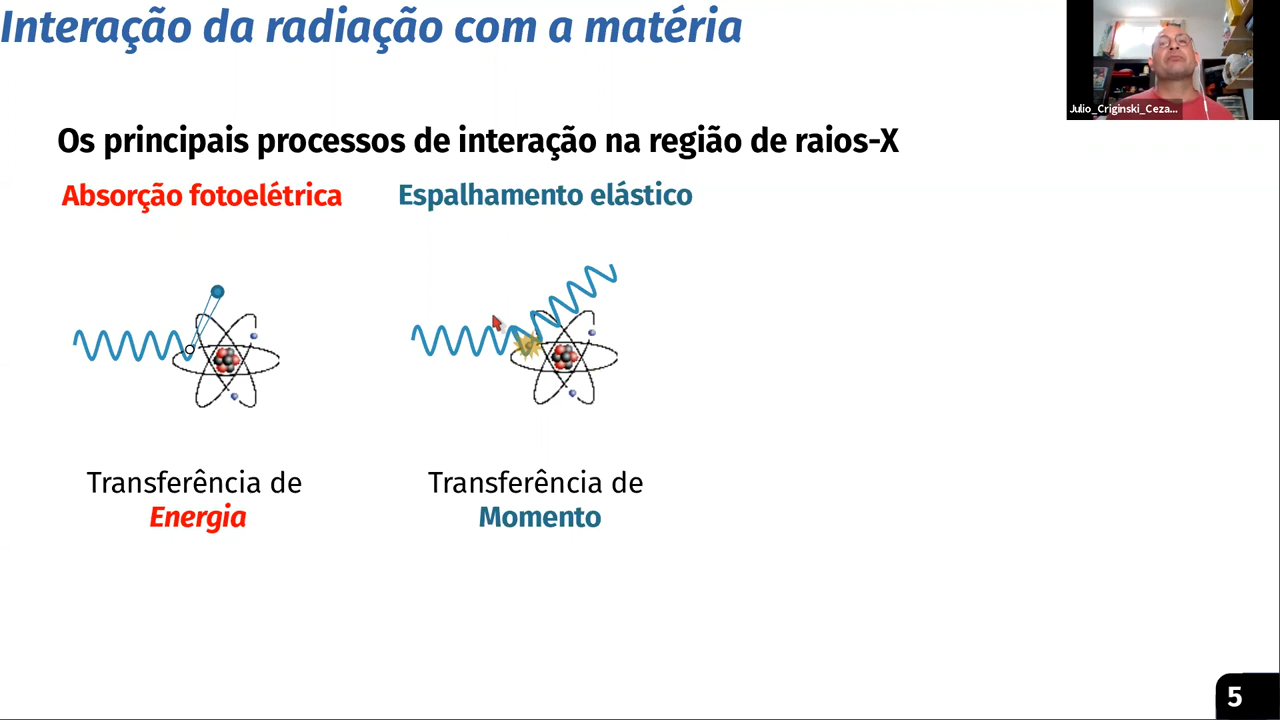 Interação da radiação com a matéria
Julio_Criginski_Ceza...
Os principais processos de interação na região de raios-X
Absorção fotoelétrica
Espalhamento elástico
Transferência de
Energia
Transferência de
Momento
5